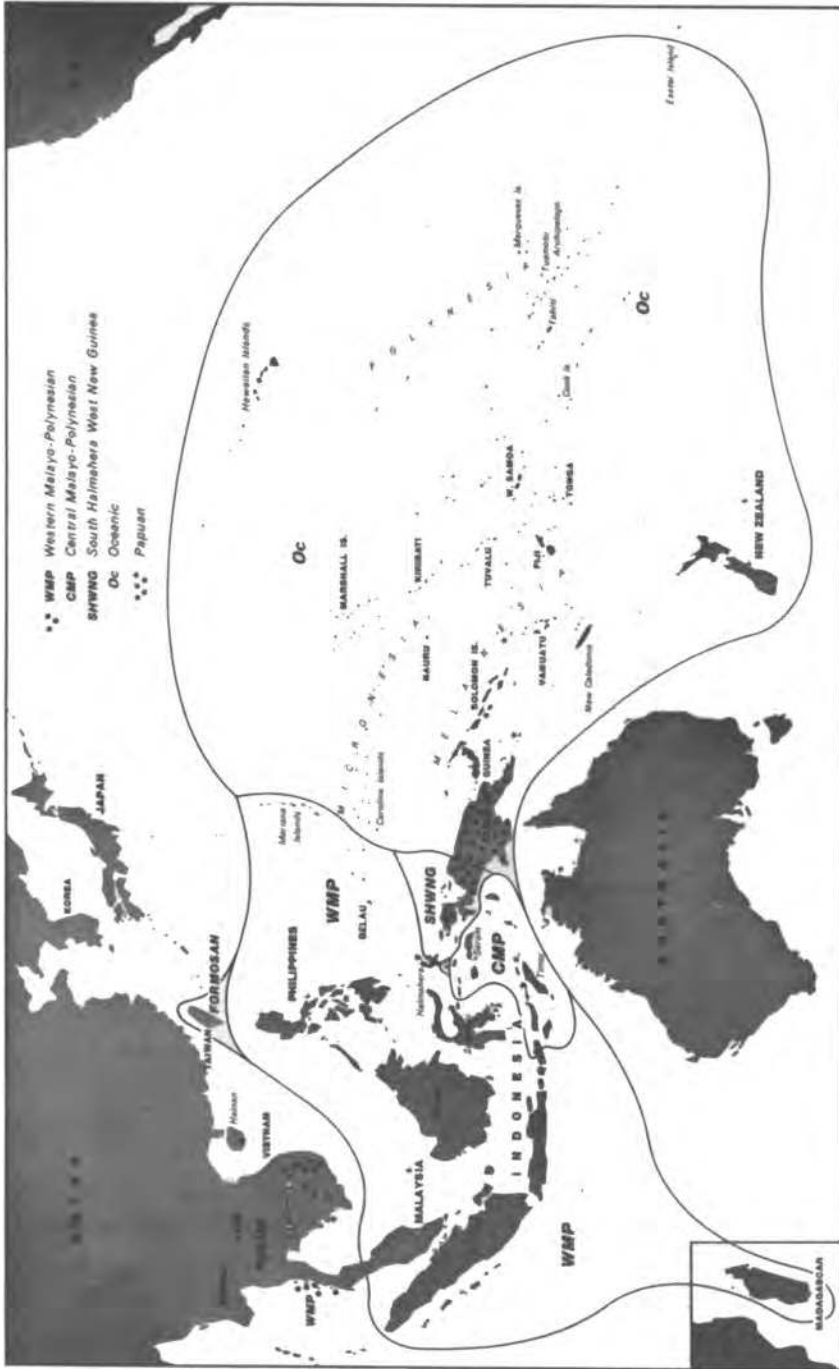 WMP Western Malayo-Polynesian
CMP Central Malayo-Polynesian
SHWNG South Halmahera West New Guinea
Oc Oceanic
Papuan
KOREA
JAPAN
TAIWAN
FORMOSAN
Hainan
VIETNAM
WMP
PHILIPPINES
Mariana
Islands
WMP
BELAU
Caroline Islands
MICRONESIA
MARSHALL IS.
Oc
Hawaiian Islands
KIRIBATI
NAURU
MALAYSIA
INDONESIA
Halmahera
SHWNG
CMP
Timor
GUINEA
SOLOMON IS.
TUVALU
W. SAMOA
POLYNESIA
Marquesas Is.
Tuamotu
Archipelago
Tahiti
Cook Is.
Easter Island
VANUATU
FIJI
TONGA
New Caledonia
Oc
WMP
AUSTRALIA
NEW ZEALAND
MADAGASCAR